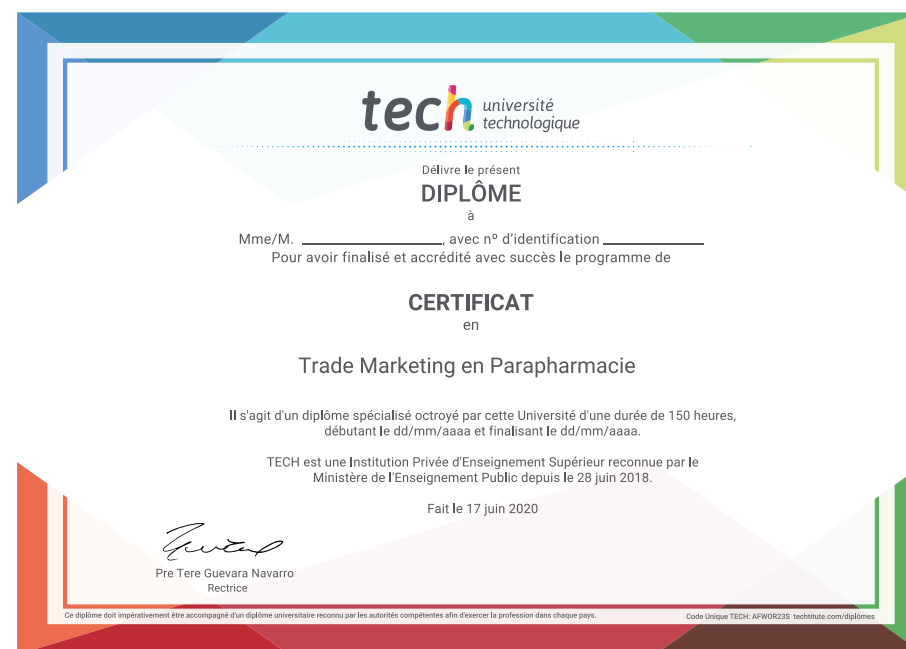 tech université
technologique
Délivre le présent
DIPLÔME
à
Mme/M. ____________________, avec nº d'identification ______________
Pour avoir finalisé et accrédité avec succès le programme de
CERTIFICAT
en
Trade Marketing en Parapharmacie
Il s'agit d'un diplôme spécialisé octroyé par cette Université d'une durée de 150 heures,
débutant le dd/mm/aaaa et finalisant le dd/mm/aaaa.
TECH est une Institution Privée d'Enseignement Supérieur reconnue par le
Ministère de l'Enseignement Public depuis le 28 juin 2018.
Fait le 17 juin 2020
Pre Tere Guevara Navarro
Rectrice
Ce diplôme doit impérativement être accompagné d'un diplôme universitaire reconnu par les autorités compétentes afin d'exercer la profession dans chaque pays.
Code Unique TECH: AFWOR23S techtitute.com/diplômes